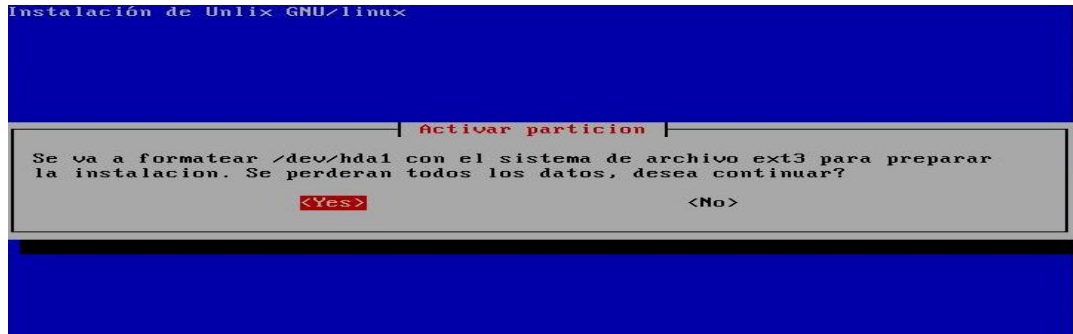 Instalación de Unlix GNU/linux
Activar particion
Se va a formatear /dev/hda1 con el sistema de archivo ext3 para preparar
la instalacion. Se perderan todos los datos, desea continuar?
<Yes> <No>